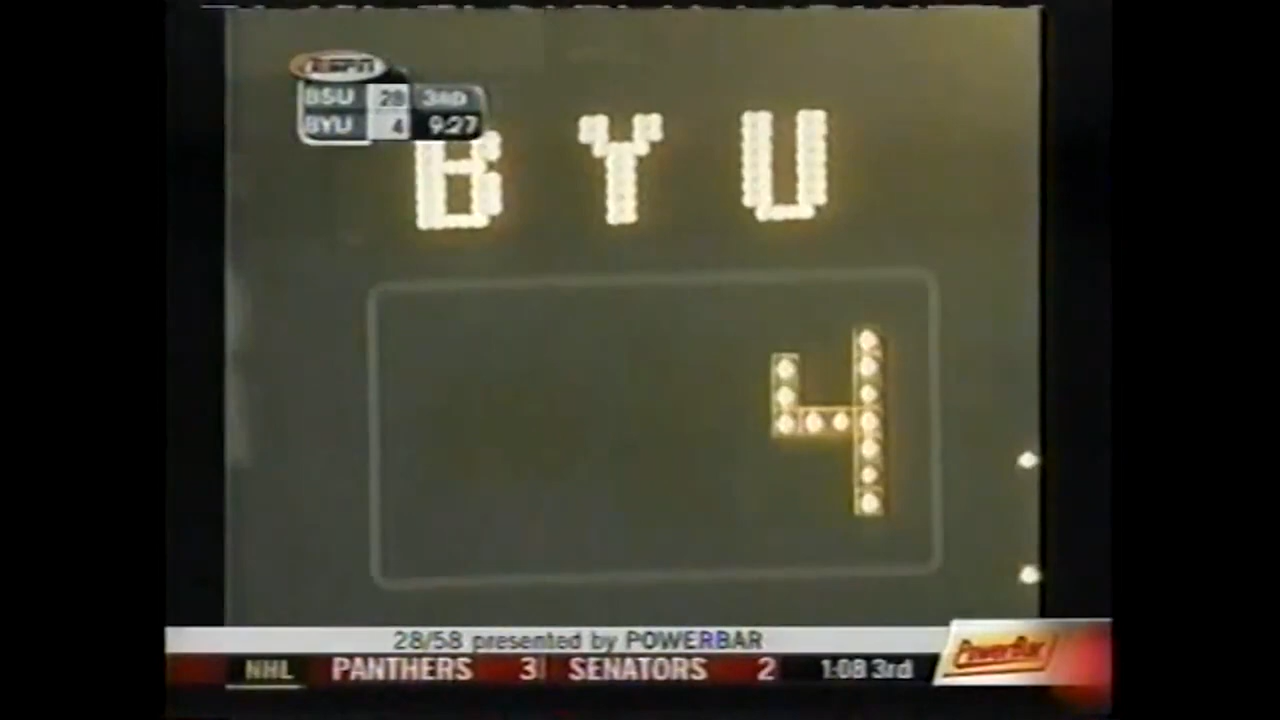 ESPN
BSU 28 3RD
BYU 4 9:27
BYU
4
28/58 presented by POWERBAR
NHL PANTHERS 3 SENATORS 2 1:08 3rd
PowerBar